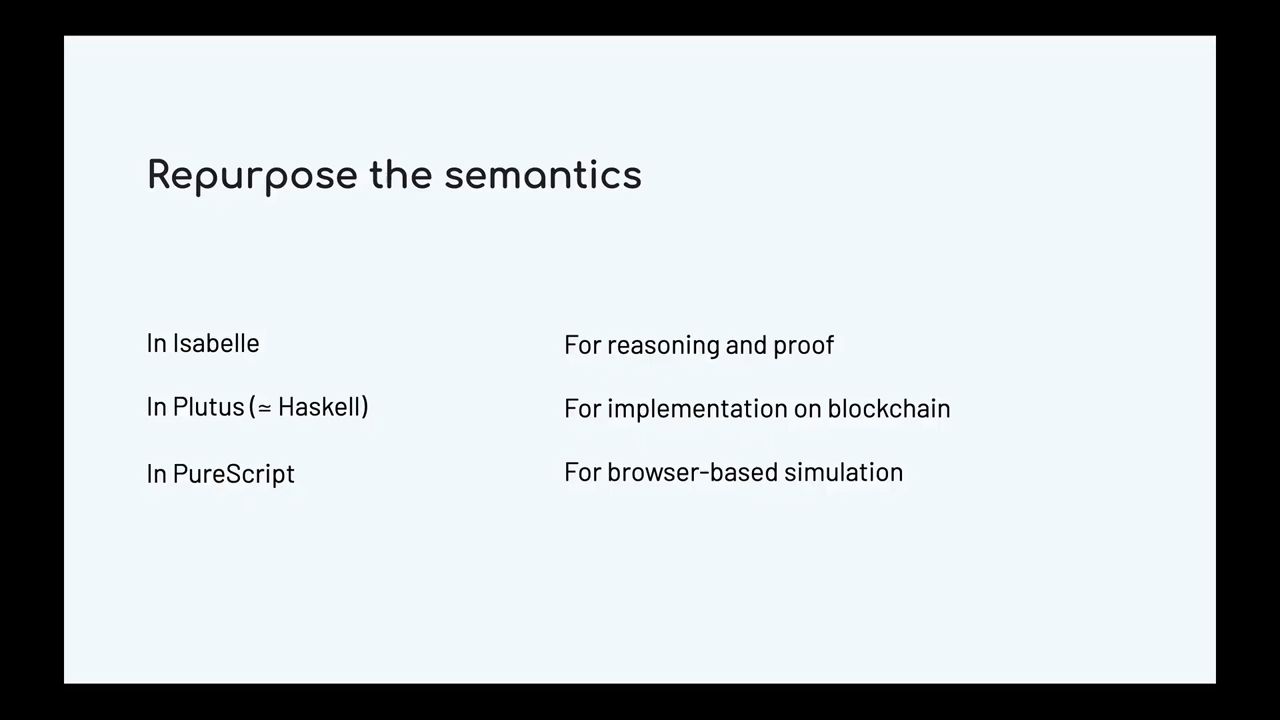 Repurpose the semantics
In Isabelle
For reasoning and proof
In Plutus (≃ Haskell)
For implementation on blockchain
In PureScript
For browser-based simulation